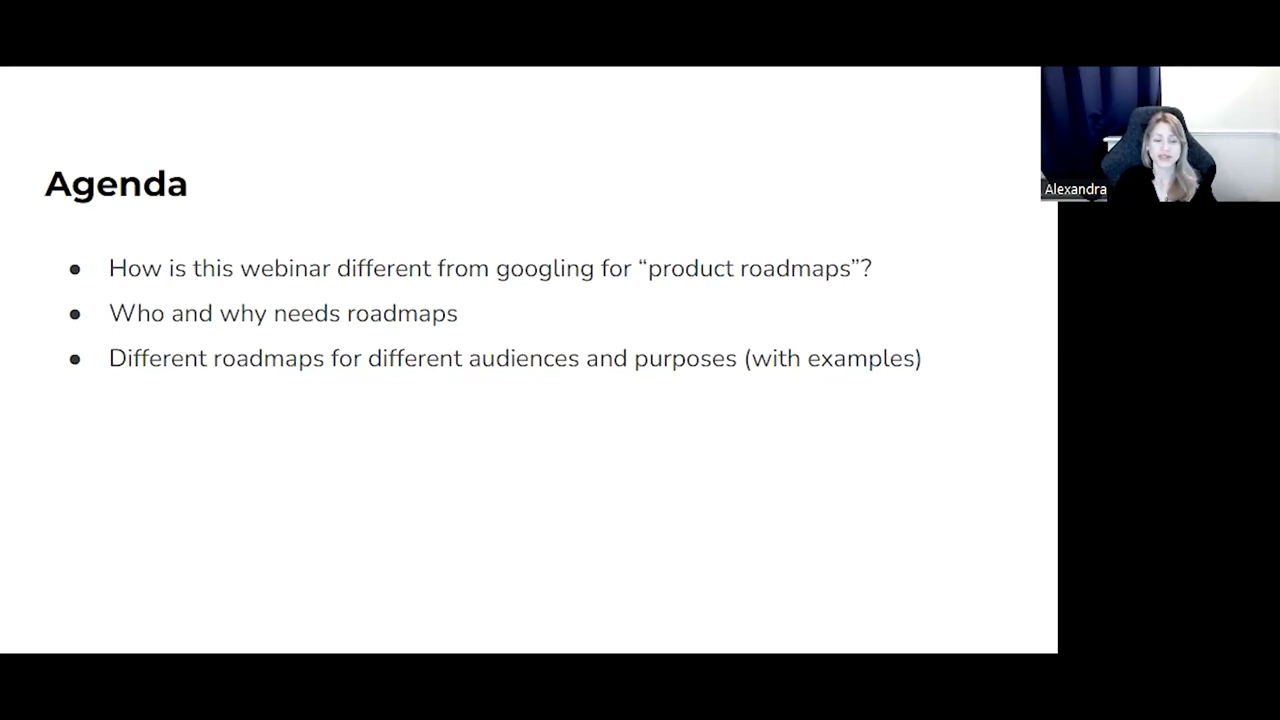 Agenda
● How is this webinar different from googling for “product roadmaps”?
● Who and why needs roadmaps
● Different roadmaps for different audiences and purposes (with examples)
Alexandra